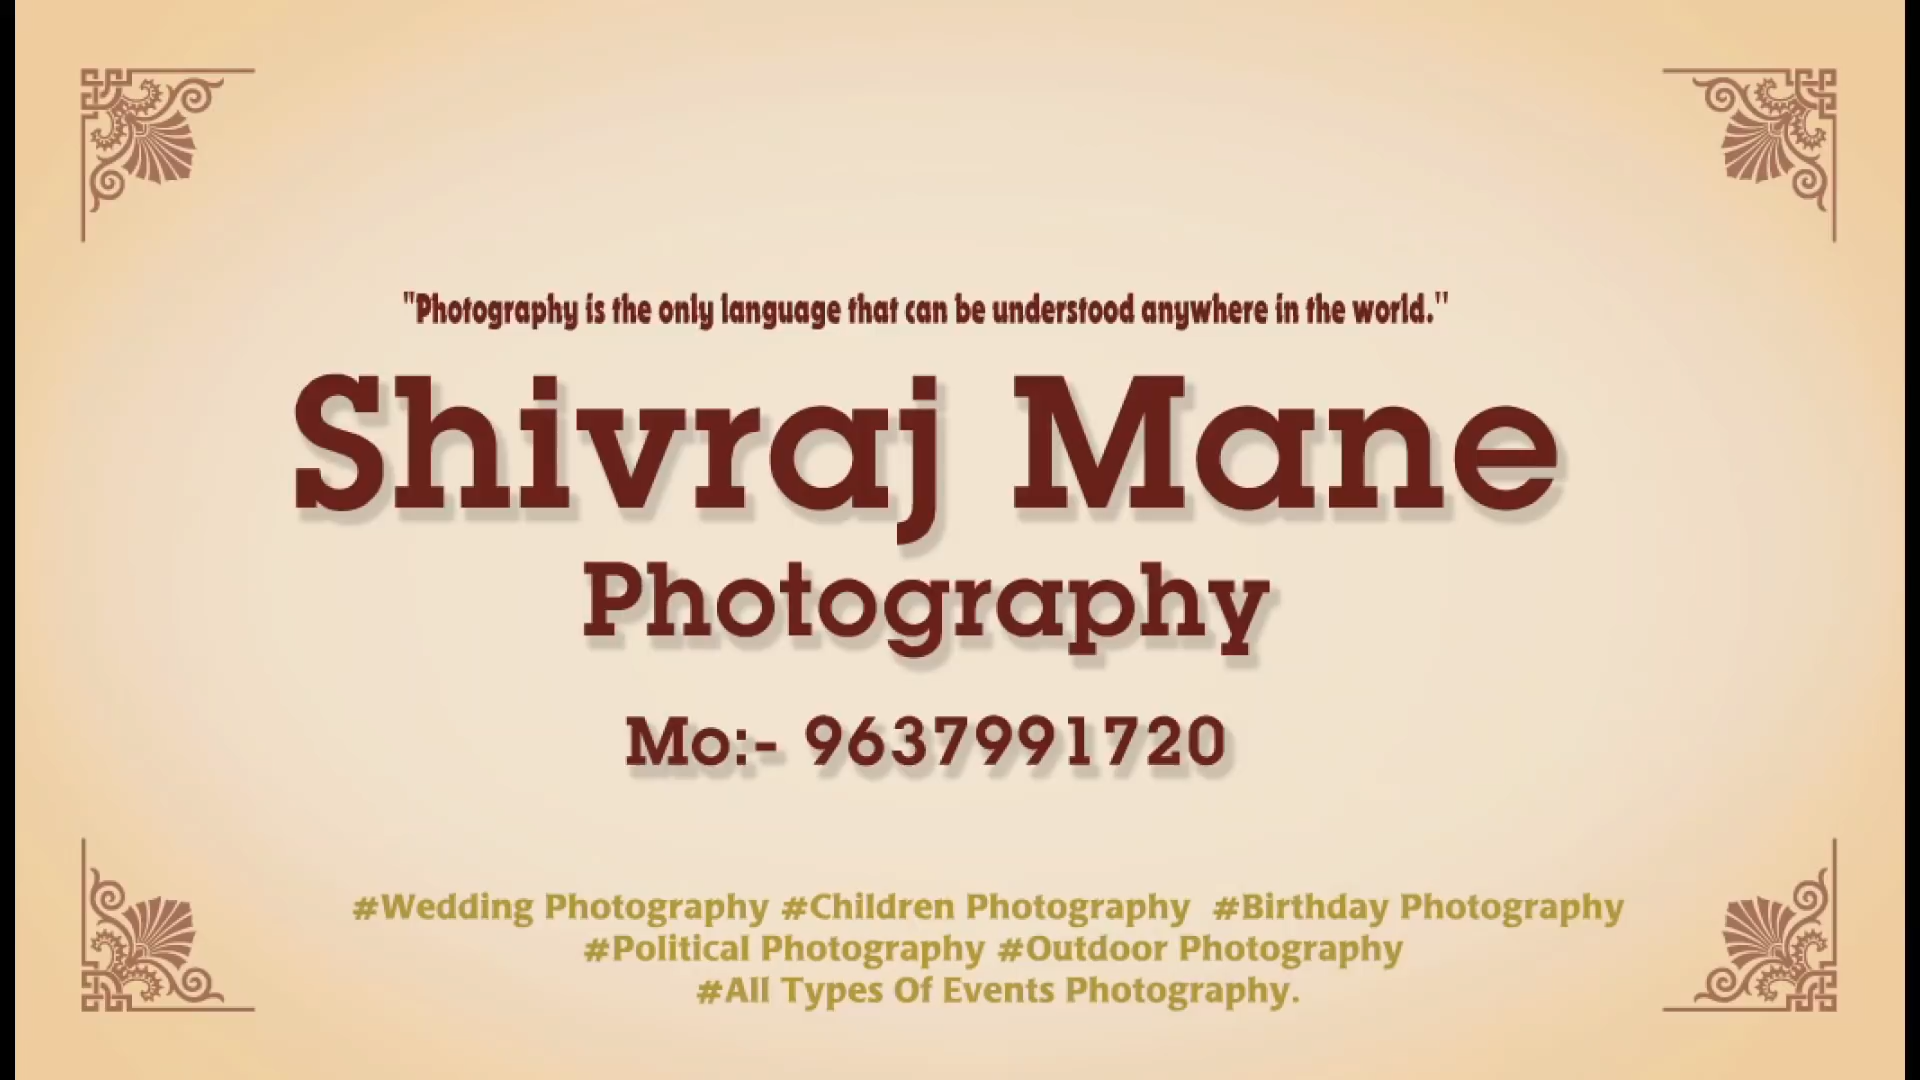 "Photography is the only language that can be understood anywhere in the world."
Shivraj Mane
Photography
Mo:- 9637991720
#Wedding Photography #Children Photography #Birthday Photography
#Political Photography #Outdoor Photography
#All Types Of Events Photography.